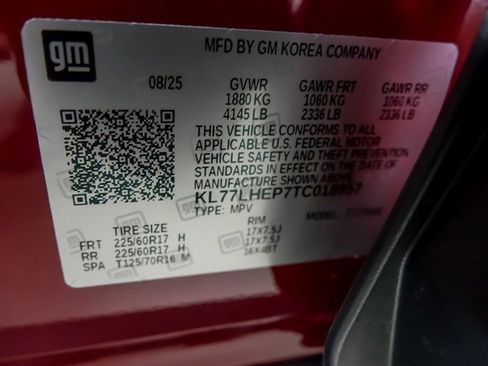 gm
MFD BY GM KOREA COMPANY
08/25 GVWR GAWR FRT GAWR RR
1880 KG 1060 KG 1060 KG
4145 LB 2336 LB 2336 LB
THIS VEHICLE CONFORMS TO ALL
APPLICABLE U.S. FEDERAL MOTOR
VEHICLE SAFETY AND THEFT PREVENTION
STANDARDS IN EFFECT ON THE DATE OF
MANUFACTURE SHOWN ABOVE.
KL77LHEP7TC018957
TYPE: MPV MODEL:
TIRE SIZE RIM
FRT 225/60R17 H 17X7.5J
RR 225/60R17 H 17X7.5J
SPA T125/70R16 M 16X4BT